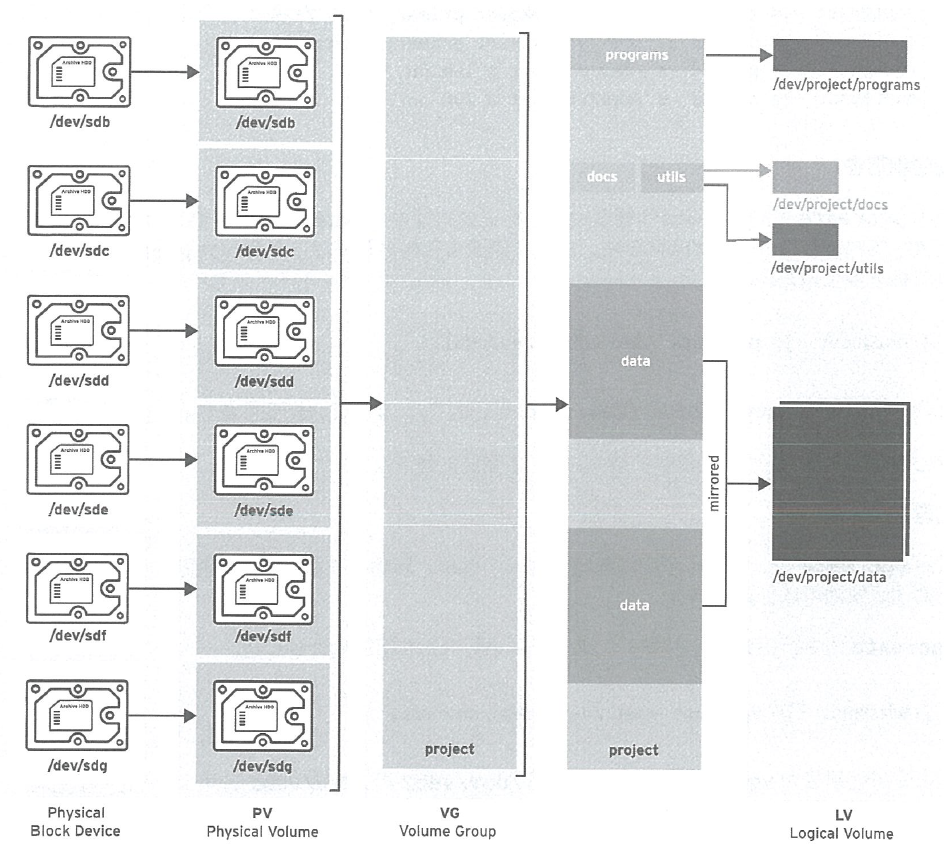 Archive HDD
/dev/sdb
Archive HDD
/dev/sdc
Archive HDD
/dev/sdd
Archive HDD
/dev/sde
Archive HDD
/dev/sdf
Archive HDD
/dev/sdg
Physical
Block Device
Archive HDD
/dev/sdb
Archive HDD
/dev/sdc
Archive HDD
/dev/sdd
Archive HDD
/dev/sde
Archive HDD
/dev/sdf
Archive HDD
/dev/sdg
PV
Physical Volume
project
VG
Volume Group
programs
docs
utils
data
data
project
mirrored
/dev/project/programs
/dev/project/docs
/dev/project/utils
/dev/project/data
LV
Logical Volume